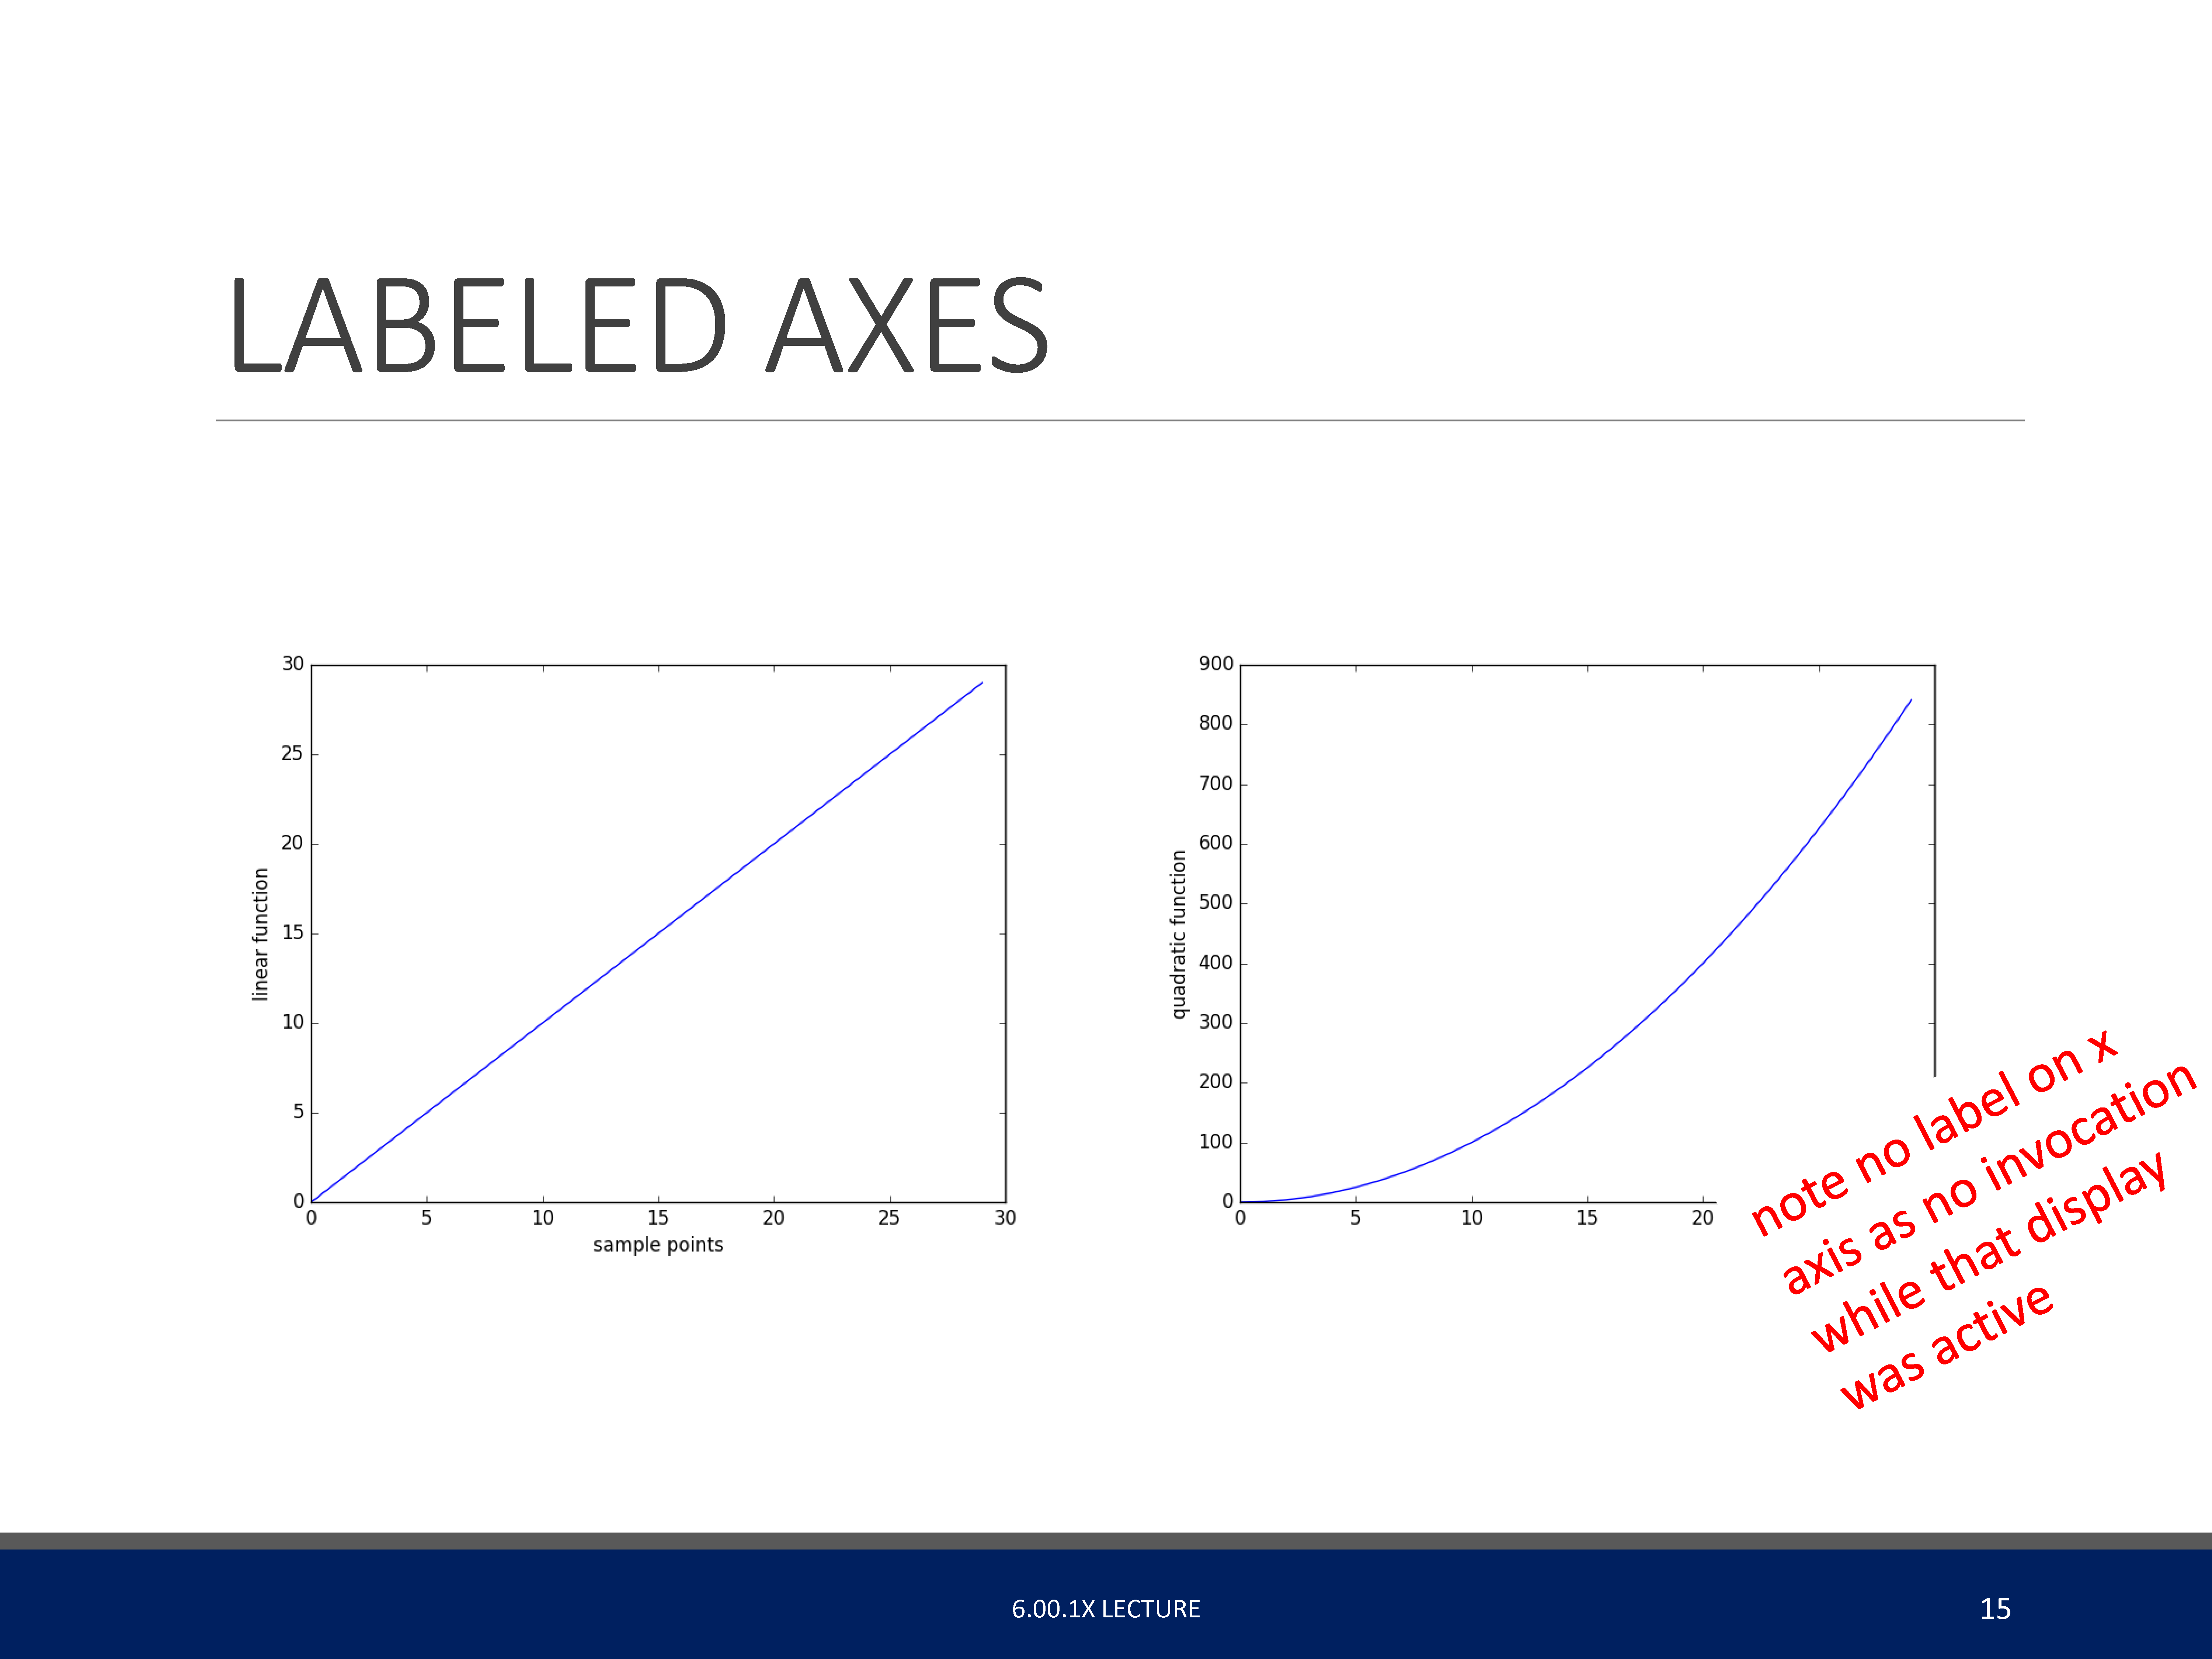 LABELED AXES
30
25
20
15
10
5
0
linear function
0 5 10 15 20 25 30
sample points
900
800
700
600
500
400
300
200
100
0
quadratic function
0 5 10 15 20
note no label on x
axis as no invocation
while that display
was active
6.00.1X LECTURE
15